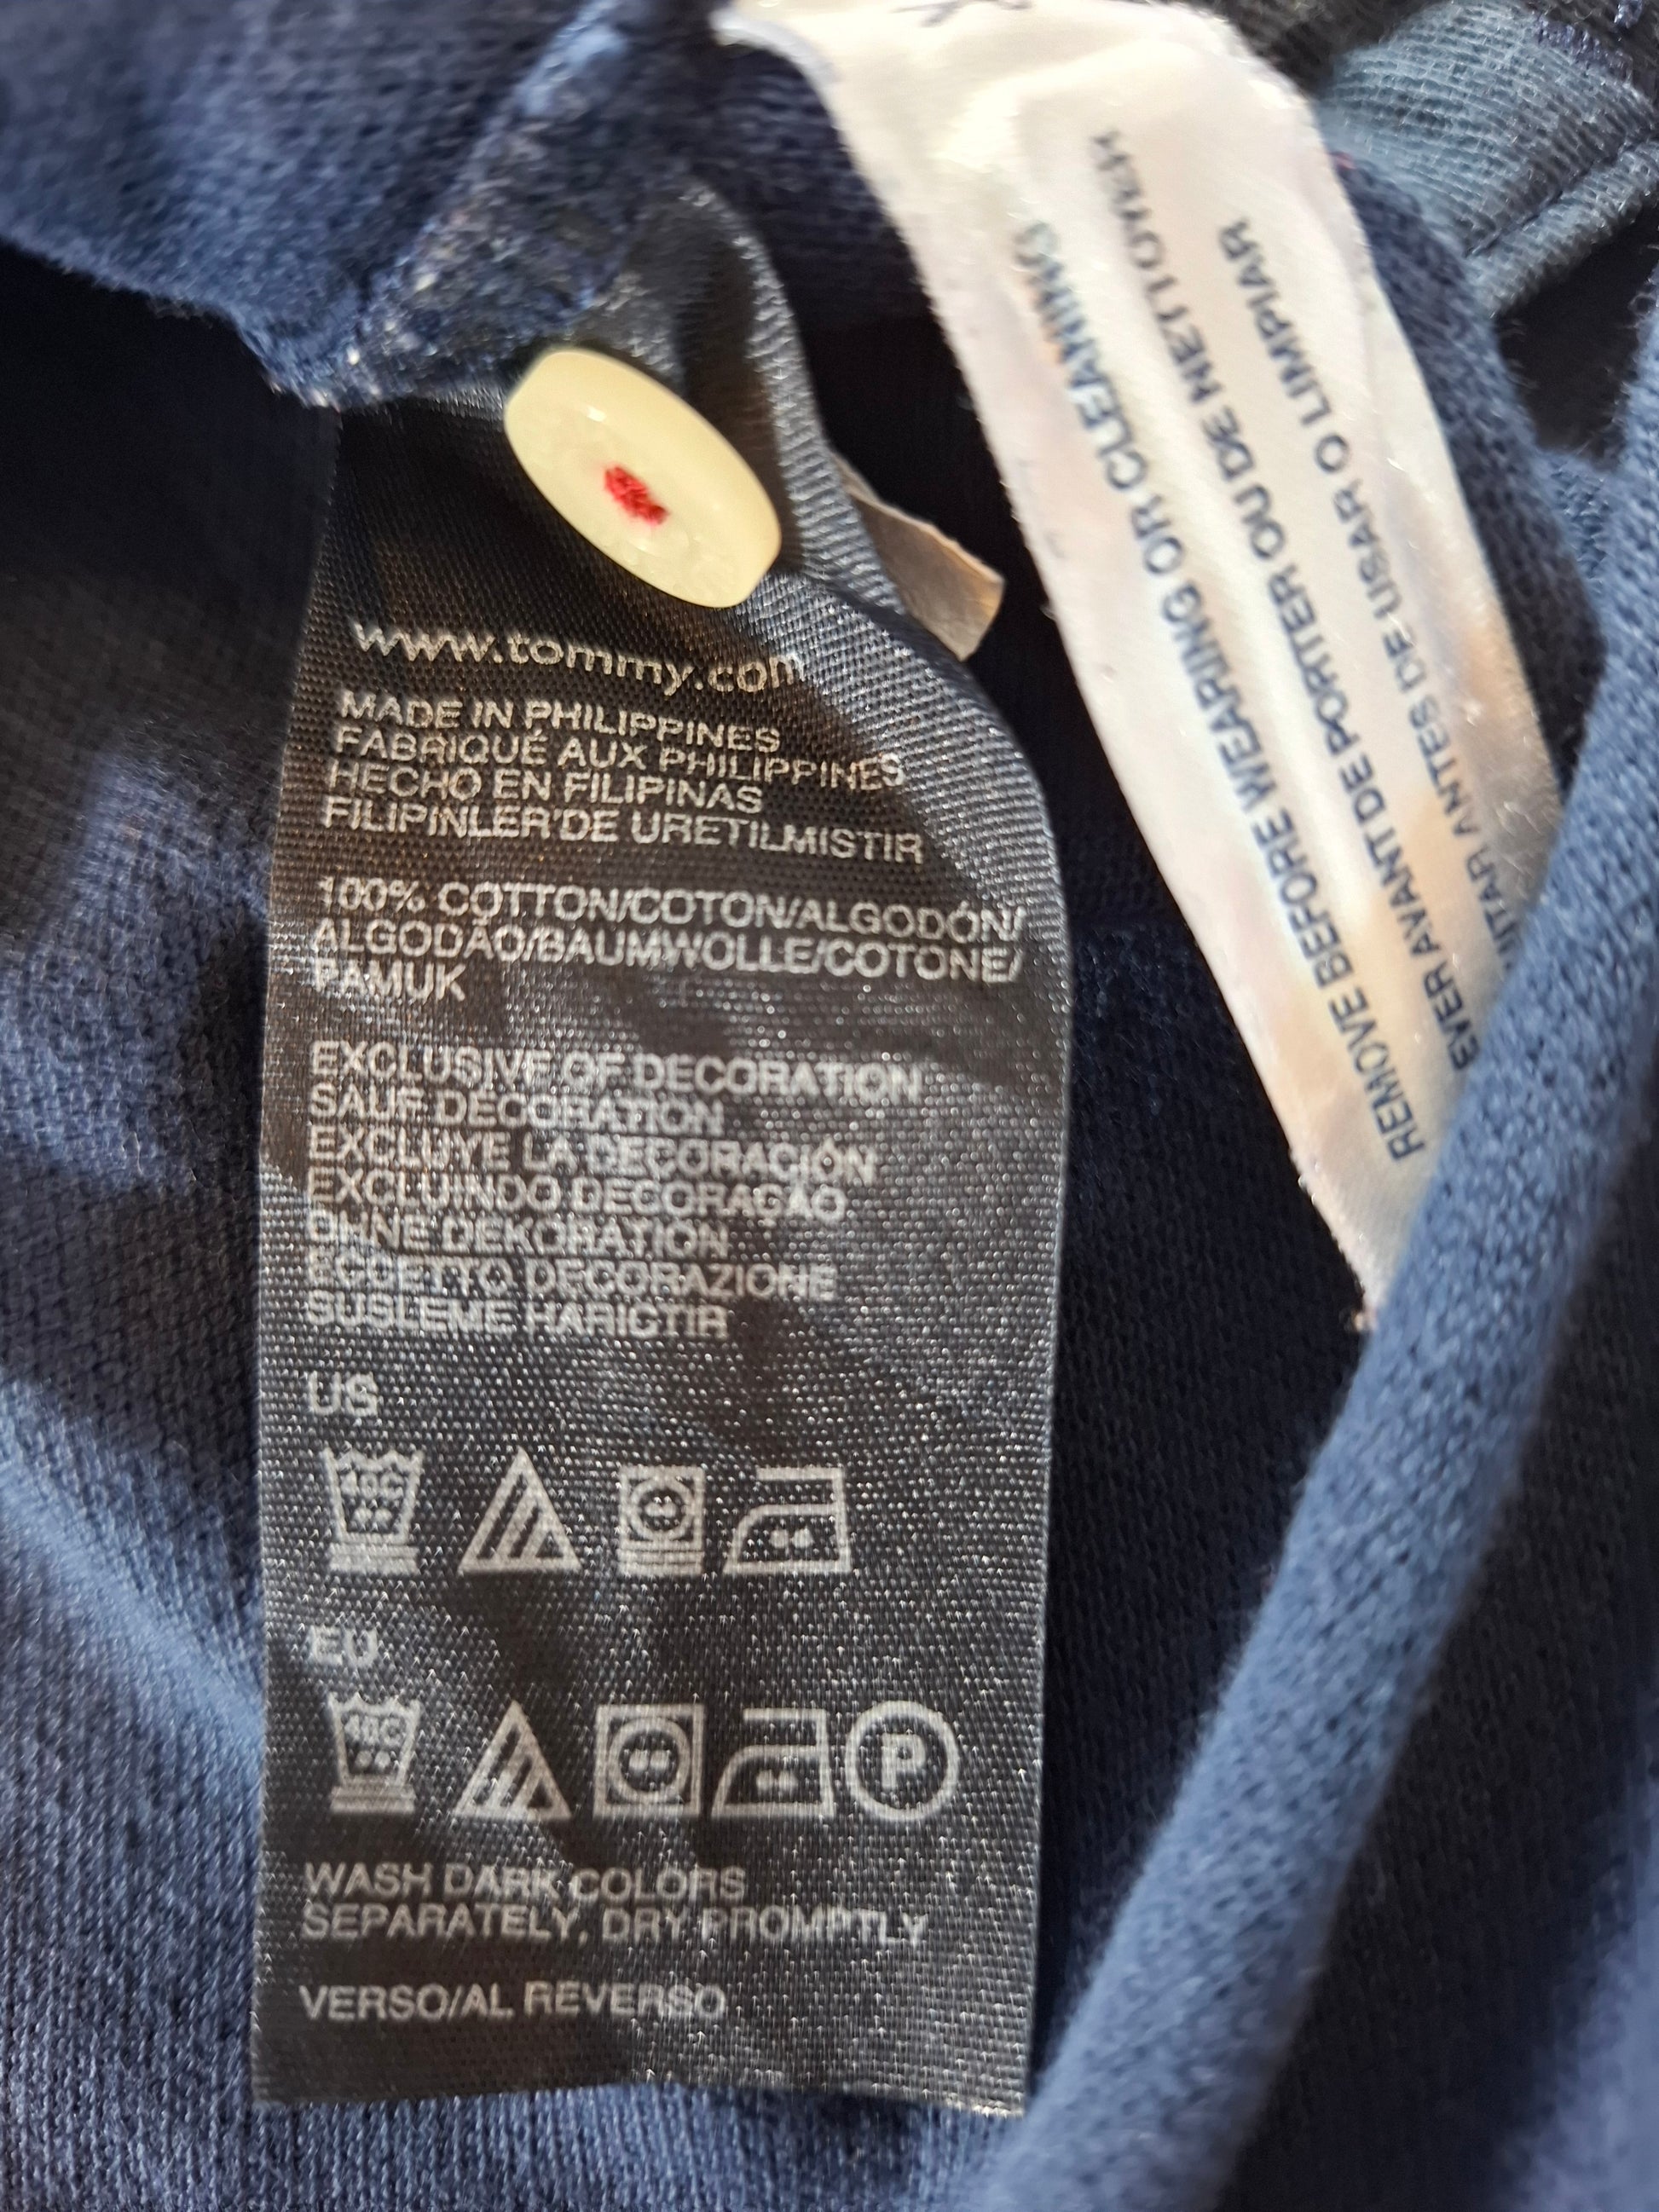 www.tommy.com
MADE IN PHILIPPINES
FABRIQUÉ AUX PHILIPPINES
HECHO EN FILIPINAS
FILIPINLER'DE URETILMISTIR
100% COTTON/COTON/ALGODÓN/
ALGODÃO/BAUMWOLLE/COTONE/
PAMUK
EXCLUSIVE OF DECORATION
SAUF DECORATION
EXCLUYE LA DECORACIÓN
EXCLUINDO DECORAÇÃO
OHNE DEKORATION
ECCETTO DECORAZIONE
SUSLEME HARICTIR
US
40C
EU
40C
P
WASH DARK COLORS
SEPARATELY, DRY PROMPTLY
VERSO/AL REVERSO
REMOVE BEFORE WEARING OR CLEANING
AVANT DE PORTER OU DE NETTOYER
ANTES DE USAR O LIMPIAR